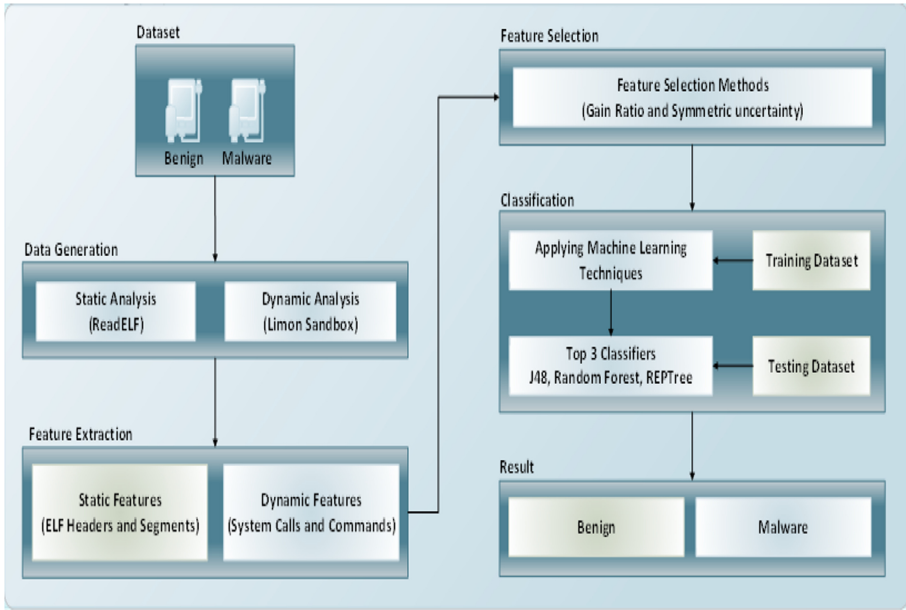 Dataset
Benign
Malware
Data Generation
Static Analysis
(ReadELF)
Dynamic Analysis
(Limon Sandbox)
Feature Extraction
Static Features
(ELF Headers and Segments)
Dynamic Features
(System Calls and Commands)
Feature Selection
Feature Selection Methods
(Gain Ratio and Symmetric uncertainty)
Classification
Applying Machine Learning
Techniques
Training Dataset
Top 3 Classifiers
J48, Random Forest, REPTree
Testing Dataset
Result
Benign
Malware